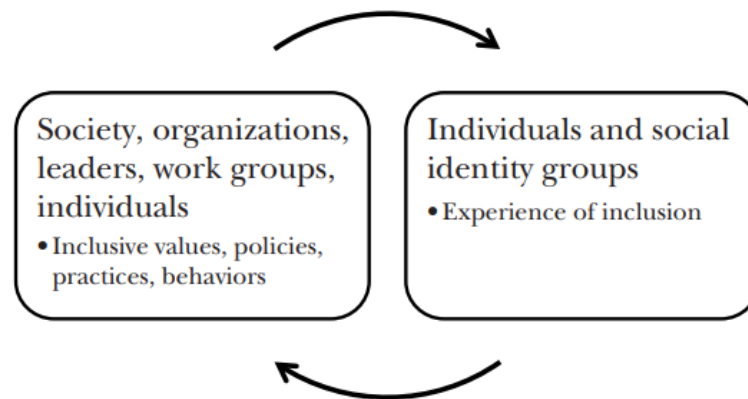 Society, organizations,
leaders, work groups,
individuals
• Inclusive values, policies,
practices, behaviors
Individuals and social
identity groups
• Experience of inclusion